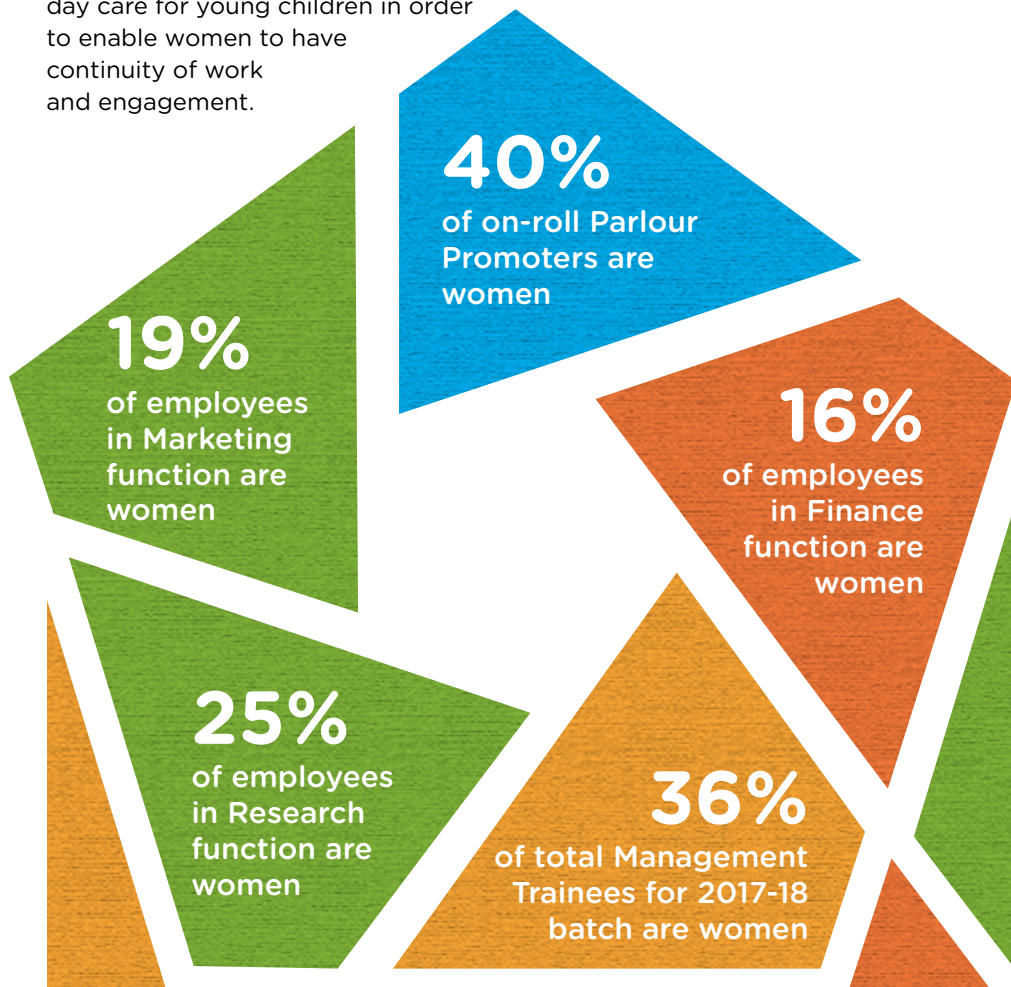 day care for young children in order
to enable women to have
continuity of work
and engagement.
40%
of on-roll Parlour
Promoters are
women
19%
of employees
in Marketing
function are
women
16%
of employees
in Finance
function are
women
25%
of employees
in Research
function are
women
36%
of total Management
Trainees for 2017-18
batch are women